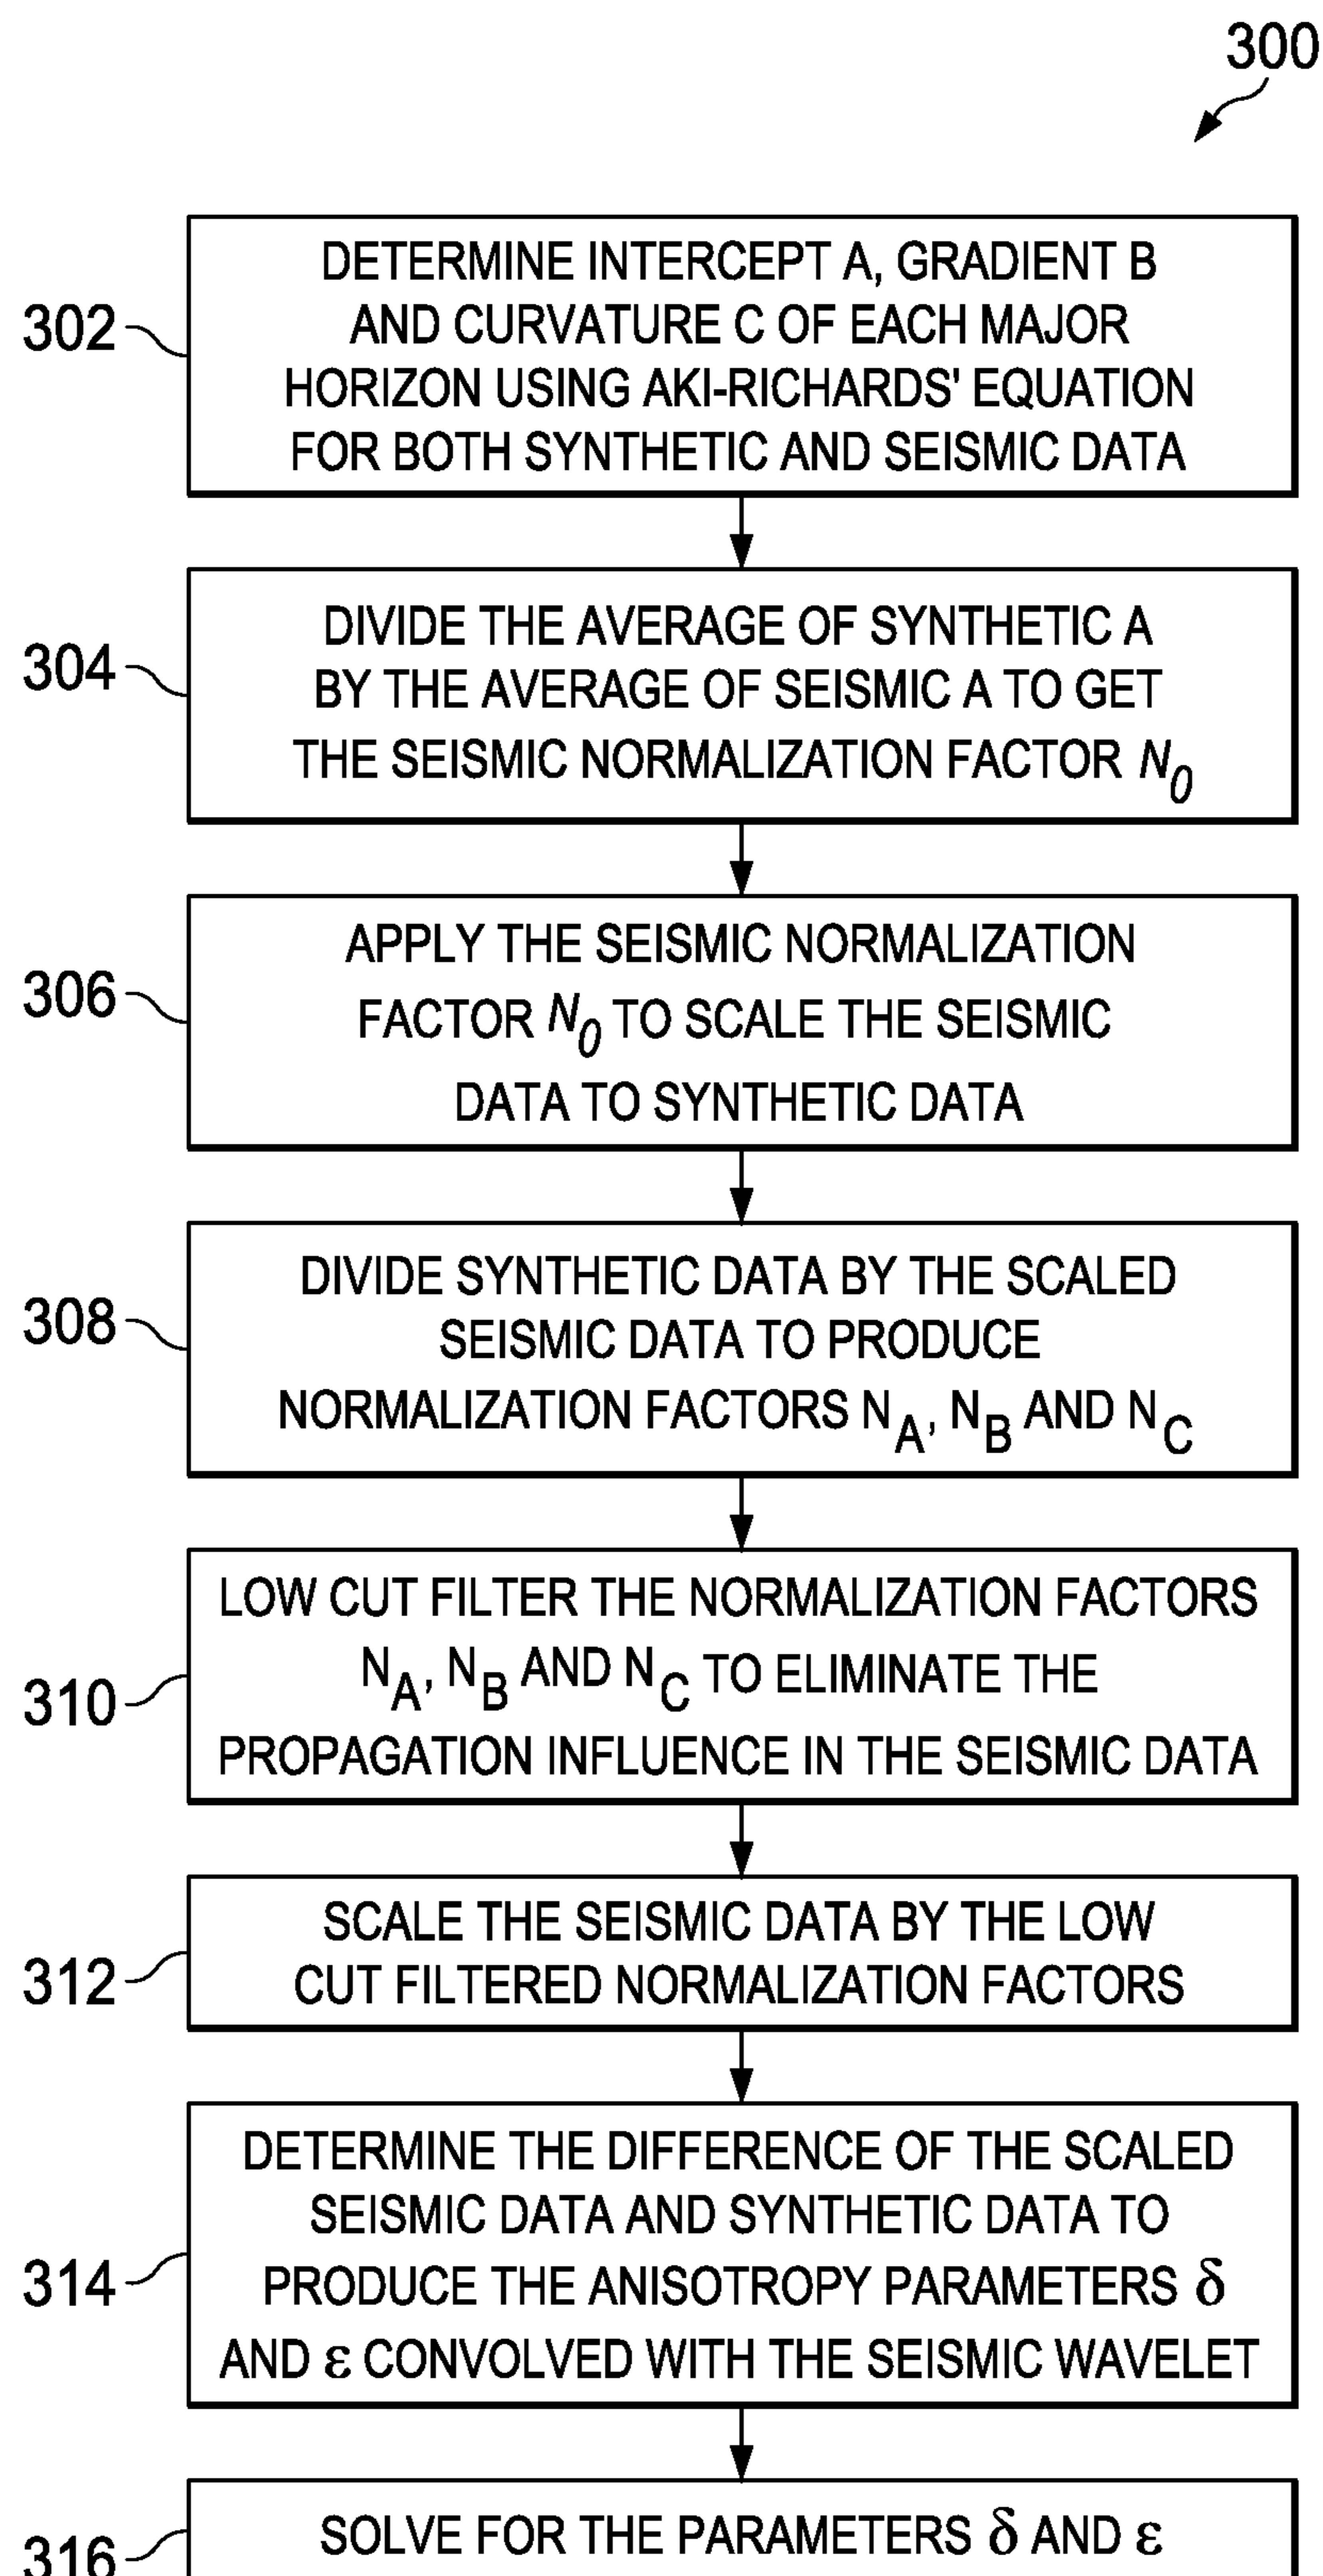 300
302
DETERMINE INTERCEPT A, GRADIENT B
AND CURVATURE C OF EACH MAJOR
HORIZON USING AKI-RICHARDS' EQUATION
FOR BOTH SYNTHETIC AND SEISMIC DATA
304
DIVIDE THE AVERAGE OF SYNTHETIC A
BY THE AVERAGE OF SEISMIC A TO GET
THE SEISMIC NORMALIZATION FACTOR N₀
306
APPLY THE SEISMIC NORMALIZATION
FACTOR N₀ TO SCALE THE SEISMIC
DATA TO SYNTHETIC DATA
308
DIVIDE SYNTHETIC DATA BY THE SCALED
SEISMIC DATA TO PRODUCE
NORMALIZATION FACTORS N_A, N_B AND N_C
310
LOW CUT FILTER THE NORMALIZATION FACTORS
N_A, N_B AND N_C TO ELIMINATE THE
PROPAGATION INFLUENCE IN THE SEISMIC DATA
312
SCALE THE SEISMIC DATA BY THE LOW
CUT FILTERED NORMALIZATION FACTORS
314
DETERMINE THE DIFFERENCE OF THE SCALED
SEISMIC DATA AND SYNTHETIC DATA TO
PRODUCE THE ANISOTROPY PARAMETERS δ
AND ε CONVOLVED WITH THE SEISMIC WAVELET
316
SOLVE FOR THE PARAMETERS δ AND ε